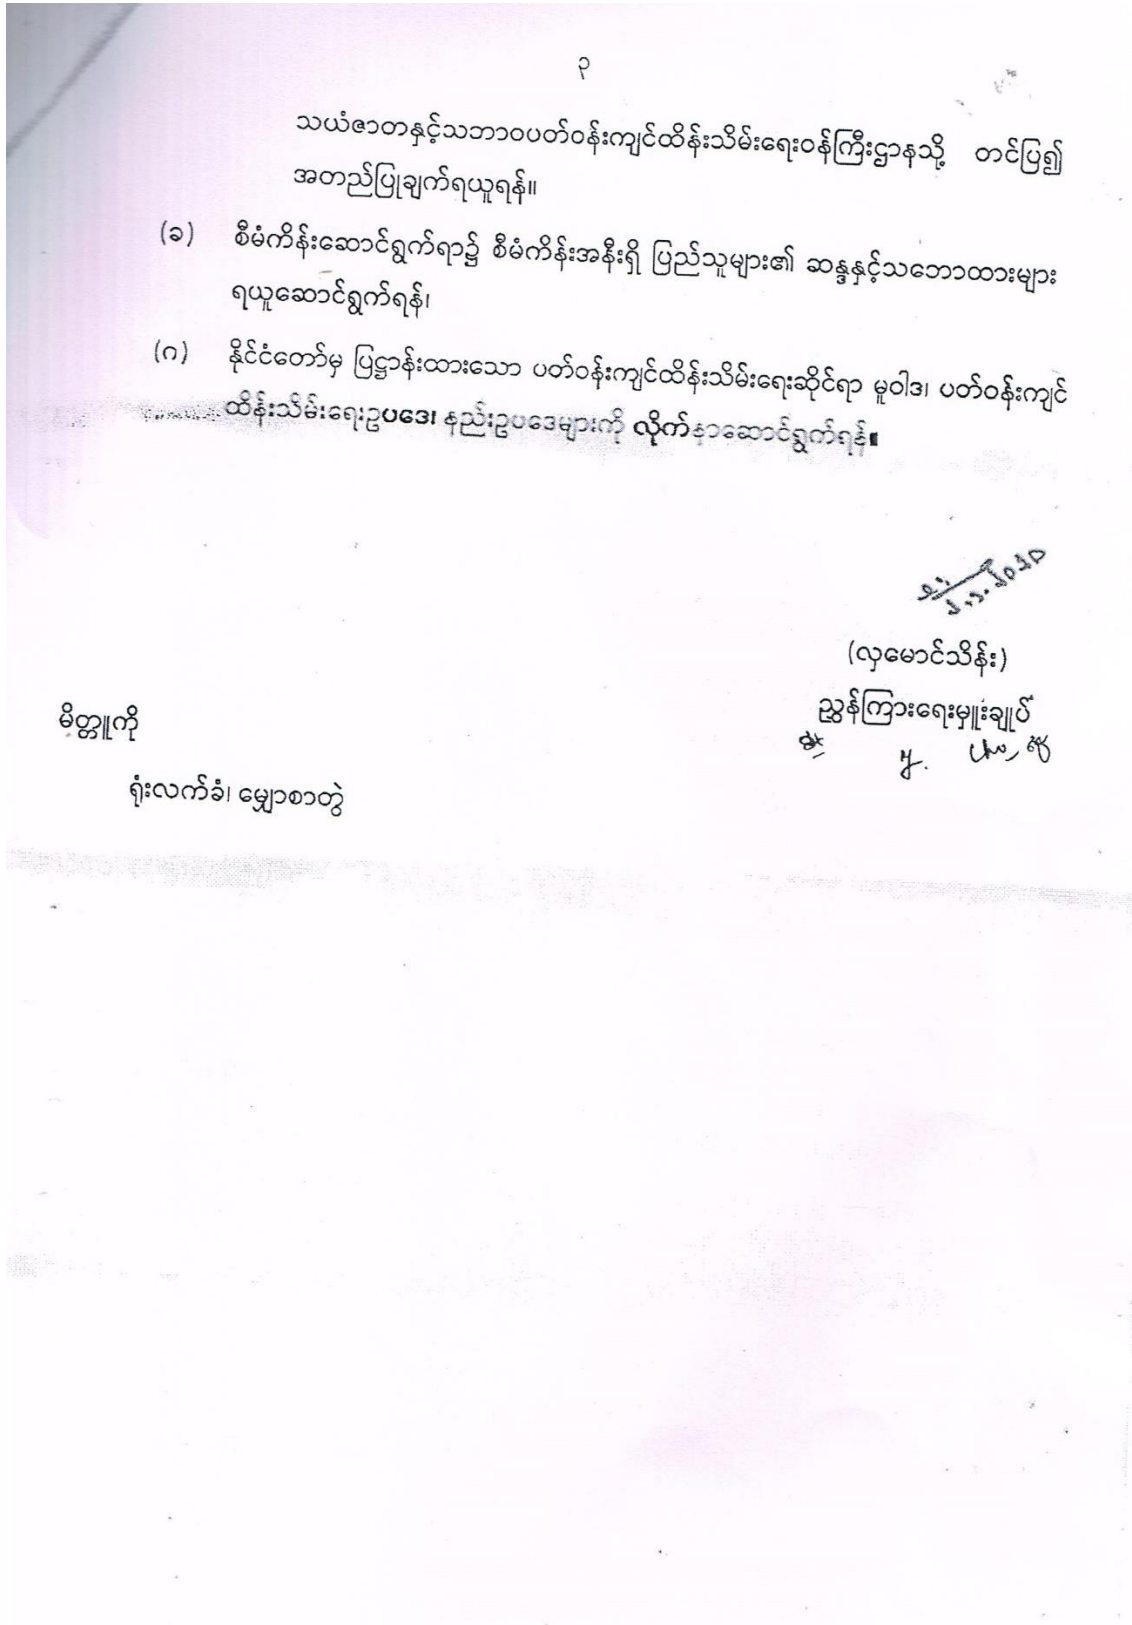 ၃
သယံဇာတနှင့်သဘာဝပတ်ဝန်းကျင်ထိန်းသိမ်းရေးဝန်ကြီးဌာနသို့ တင်ပြ၍
အတည်ပြုချက်ရယူရန်။
(ခ) စီမံကိန်းဆောင်ရွက်ရာ၌ စီမံကိန်းအနီးရှိ ပြည်သူများ၏ ဆန္ဒနှင့်သဘောထားများ
ရယူဆောင်ရွက်ရန်၊
(ဂ) နိုင်ငံတော်မှ ပြဋ္ဌာန်းထားသော ပတ်ဝန်းကျင်ထိန်းသိမ်းရေးဆိုင်ရာ မူဝါဒ၊ ပတ်ဝန်းကျင်
ထိန်းသိမ်းရေးဥပဒေ၊ နည်းဥပဒေများကို လိုက်နာဆောင်ရွက်ရန်။
(လှမောင်သိန်း)
ညွှန်ကြားရေးမှူးချုပ်
မိတ္တူကို
ရုံးလက်ခံ၊ မျှောစာတွဲ